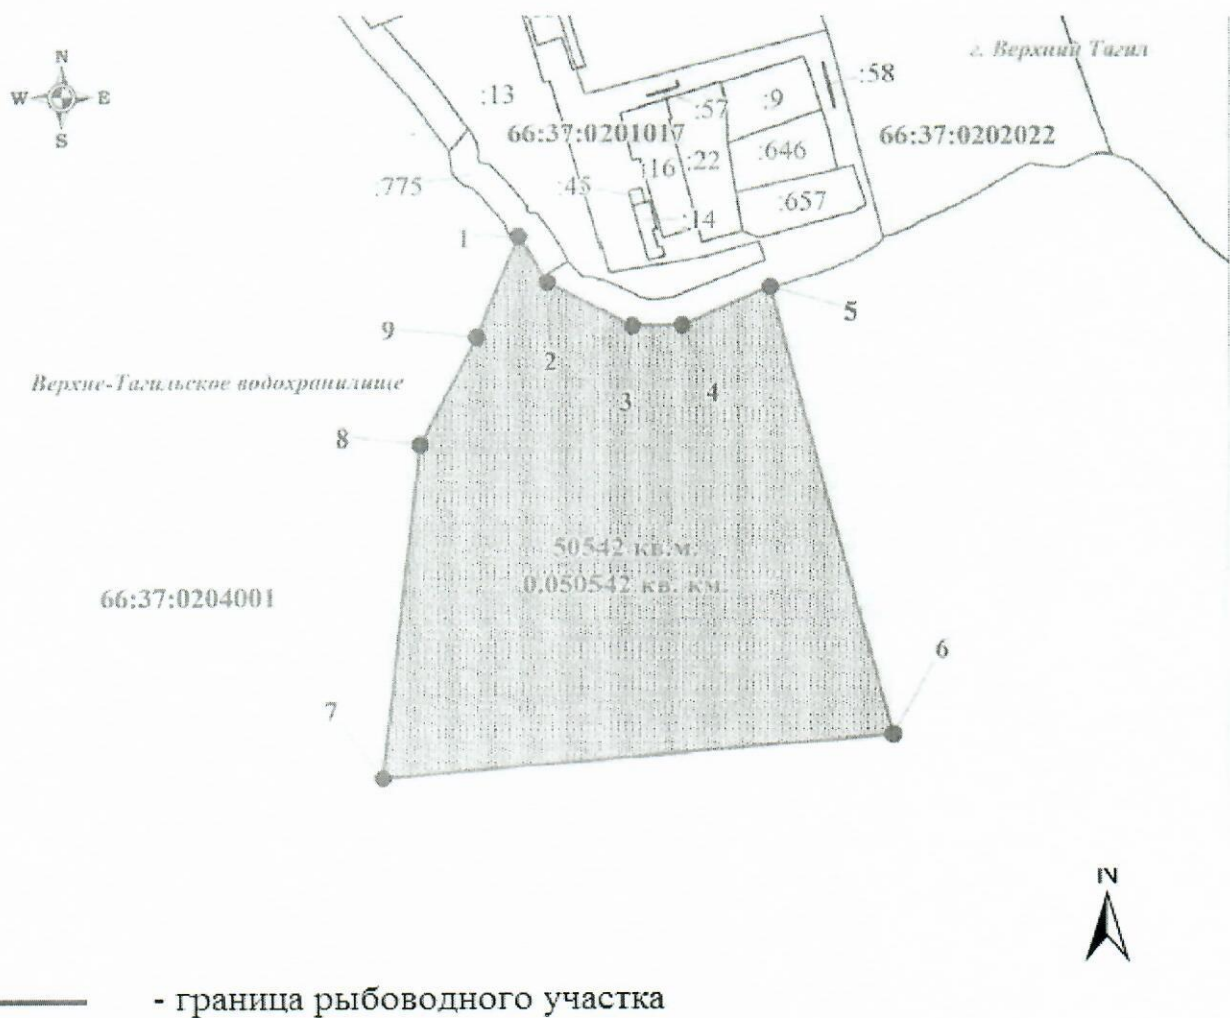 N
W E
S
г. Верхний Тагил
:58
:13
:57
:9
66:37:0201017
66:37:0202022
:646
:16
:22
:775
:45
:657
:14
1
5
9
2
Верхне-Тагильское водохранилище
3
4
8
50542 кв.м.
0.050542 кв. км.
66:37:0204001
6
7
N
- граница рыбоводного участка